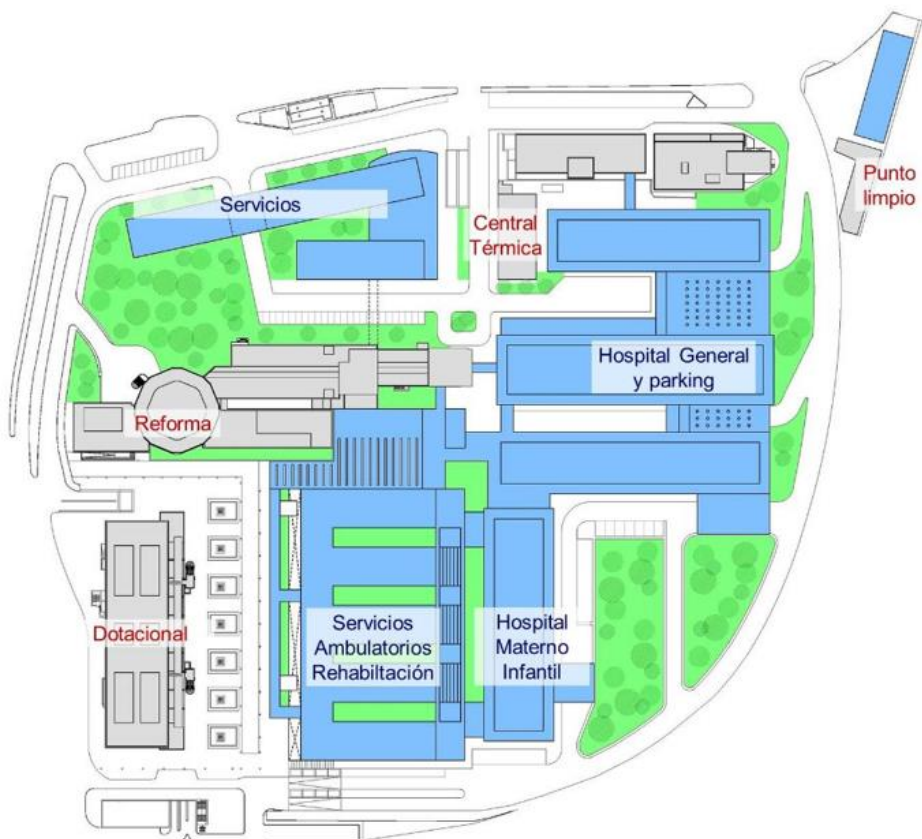 Servicios
Central
Térmica
Punto
limpio
Hospital General
y parking
Reforma
Dotacional
Servicios
Ambulatorios
Rehabiltación
Hospital
Materno
Infantil